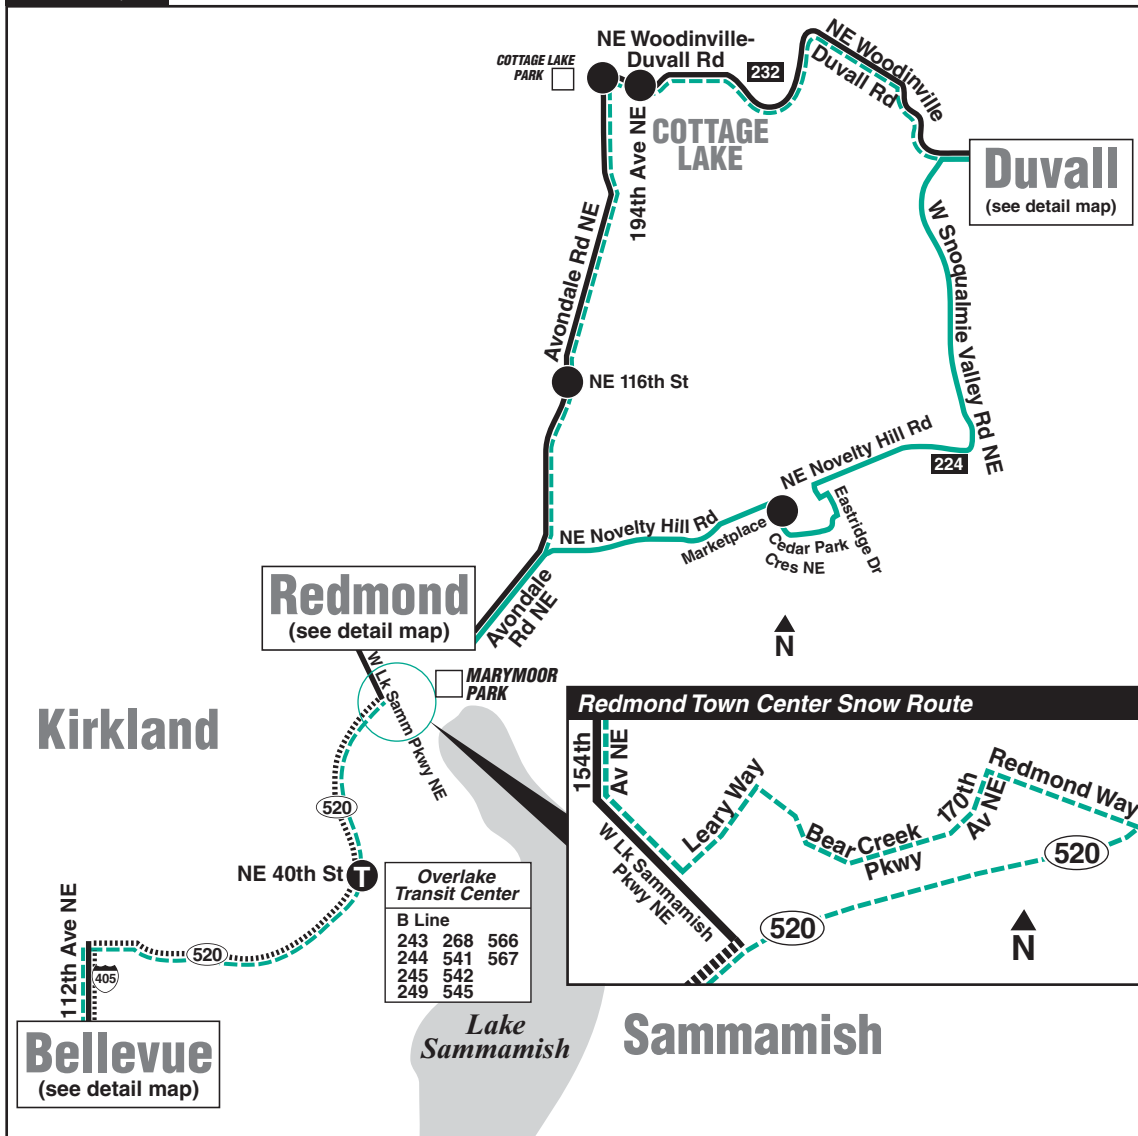 NE Woodinville-
Duvall Rd
COTTAGE LAKE
PARK
232
NE Woodinville
Duvall Rd
194th Ave NE
COTTAGE
LAKE
Duvall
(see detail map)
Avondale Rd NE
W Snoqualmie Valley Rd NE
NE 116th St
NE Novelty Hill Rd
224
NE Novelty Hill Rd
Marketplace
Cedar Park
Cres NE
Eastridge Dr
Avondale
Rd NE
Redmond
(see detail map)
N
W Lk Samm Pkwy NE
MARYMOOR
PARK
Kirkland
520
NE 40th St
T
Overlake
Transit Center
B Line
243 268 566
244 541 567
245 542
249 545
520
112th Ave NE
405
Bellevue
(see detail map)
Lake
Sammamish
Sammamish
Redmond Town Center Snow Route
154th
Av NE
Leary Way
Bear Creek
Pkwy
170th
Av NE
Redmond Way
W Lk Sammamish
Pkwy NE
520
520
N